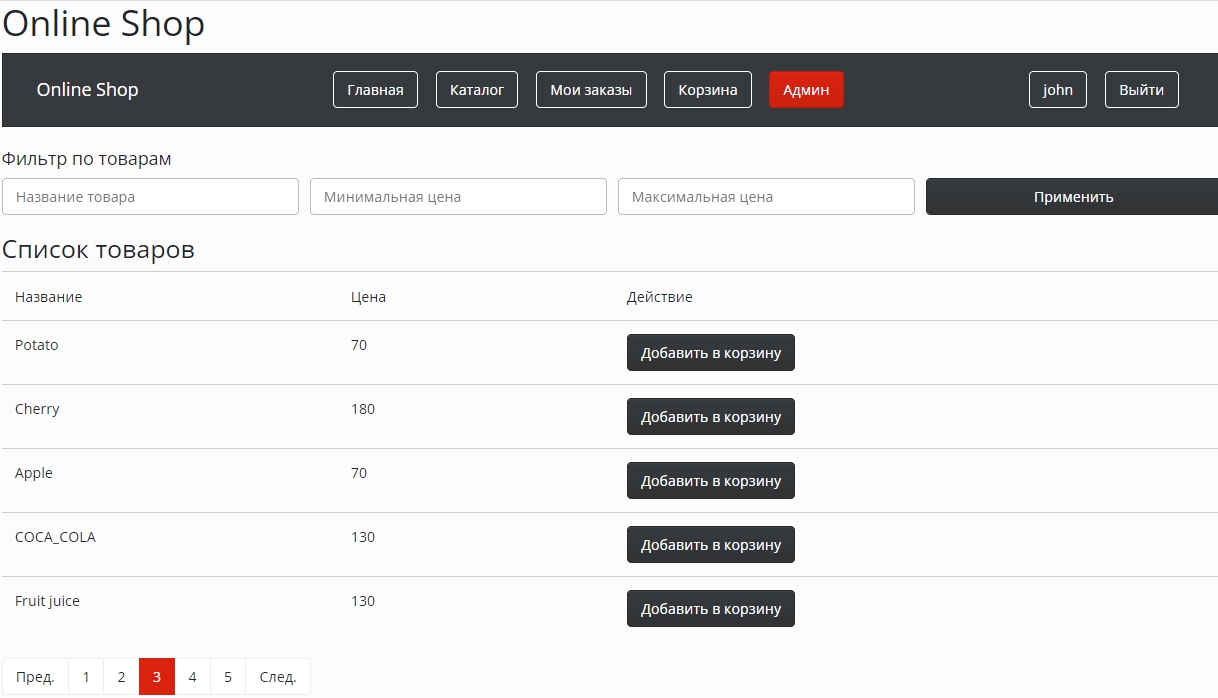 Online Shop
Online Shop Главная Каталог Мои заказы Корзина Админ john Выйти
Фильтр по товарам
Название товара Минимальная цена Максимальная цена Применить
Список товаров
Название Цена Действие
Potato 70 Добавить в корзину
Cherry 180 Добавить в корзину
Apple 70 Добавить в корзину
COCA_COLA 130 Добавить в корзину
Fruit juice 130 Добавить в корзину
Пред. 1 2 3 4 5 След.